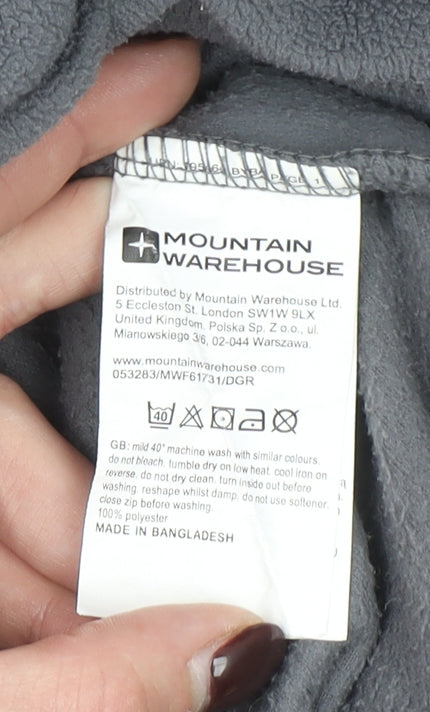 PAGE 1
MOUNTAIN
WAREHOUSE
Distributed by Mountain Warehouse Ltd.
5 Eccleston St. London SW1W 9LX
United Kingdom. Polska Sp. Z o.o., ul.
Mianowskiego 3/6, 02-044 Warszawa.
www.mountainwarehouse.com
053283/MWF61731/DGR
40
GB: mild 40° machine wash with similar colours.
do not bleach. tumble dry on low heat. cool iron on
reverse. do not dry clean. turn inside out before
washing. reshape whilst damp. do not use softener.
close zip before washing.
100% polyester
MADE IN BANGLADESH